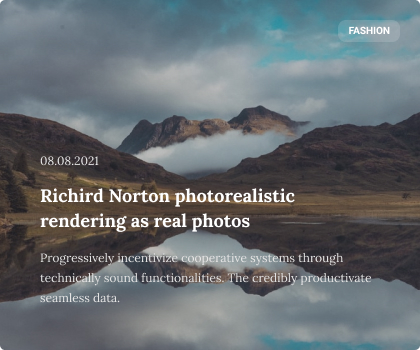 FASHION
08.08.2021
Richird Norton photorealistic
rendering as real photos
Progressively incentivize cooperative systems through
technically sound functionalities. The credibly productivate
seamless data.